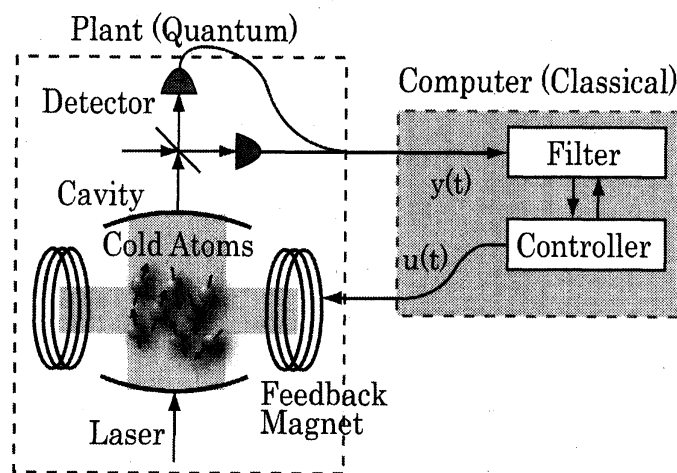 Plant (Quantum)
Computer (Classical)
Detector
Filter
y(t)
Cavity
Cold Atoms
u(t)
Controller
Feedback
Magnet
Laser